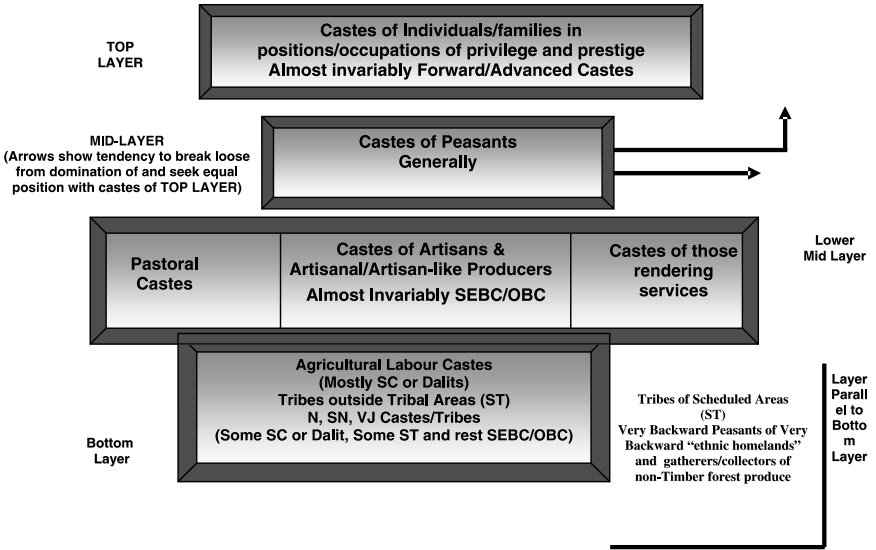 TOP
LAYER
Castes of Individuals/families in
positions/occupations of privilege and prestige
Almost invariably Forward/Advanced Castes
MID-LAYER
(Arrows show tendency to break loose
from domination of and seek equal
position with castes of TOP LAYER)
Castes of Peasants
Generally
Pastoral
Castes
Castes of Artisans &
Artisanal/Artisan-like Producers
Almost Invariably SEBC/OBC
Castes of those
rendering
services
Lower
Mid Layer
Bottom
Layer
Agricultural Labour Castes
(Mostly SC or Dalits)
Tribes outside Tribal Areas (ST)
N, SN, VJ Castes/Tribes
(Some SC or Dalit, Some ST and rest SEBC/OBC)
Tribes of Scheduled Areas
(ST)
Very Backward Peasants of Very
Backward “ethnic homelands”
and gatherers/collectors of
non-Timber forest produce
Layer
Parall
el to
Botto
m
Layer